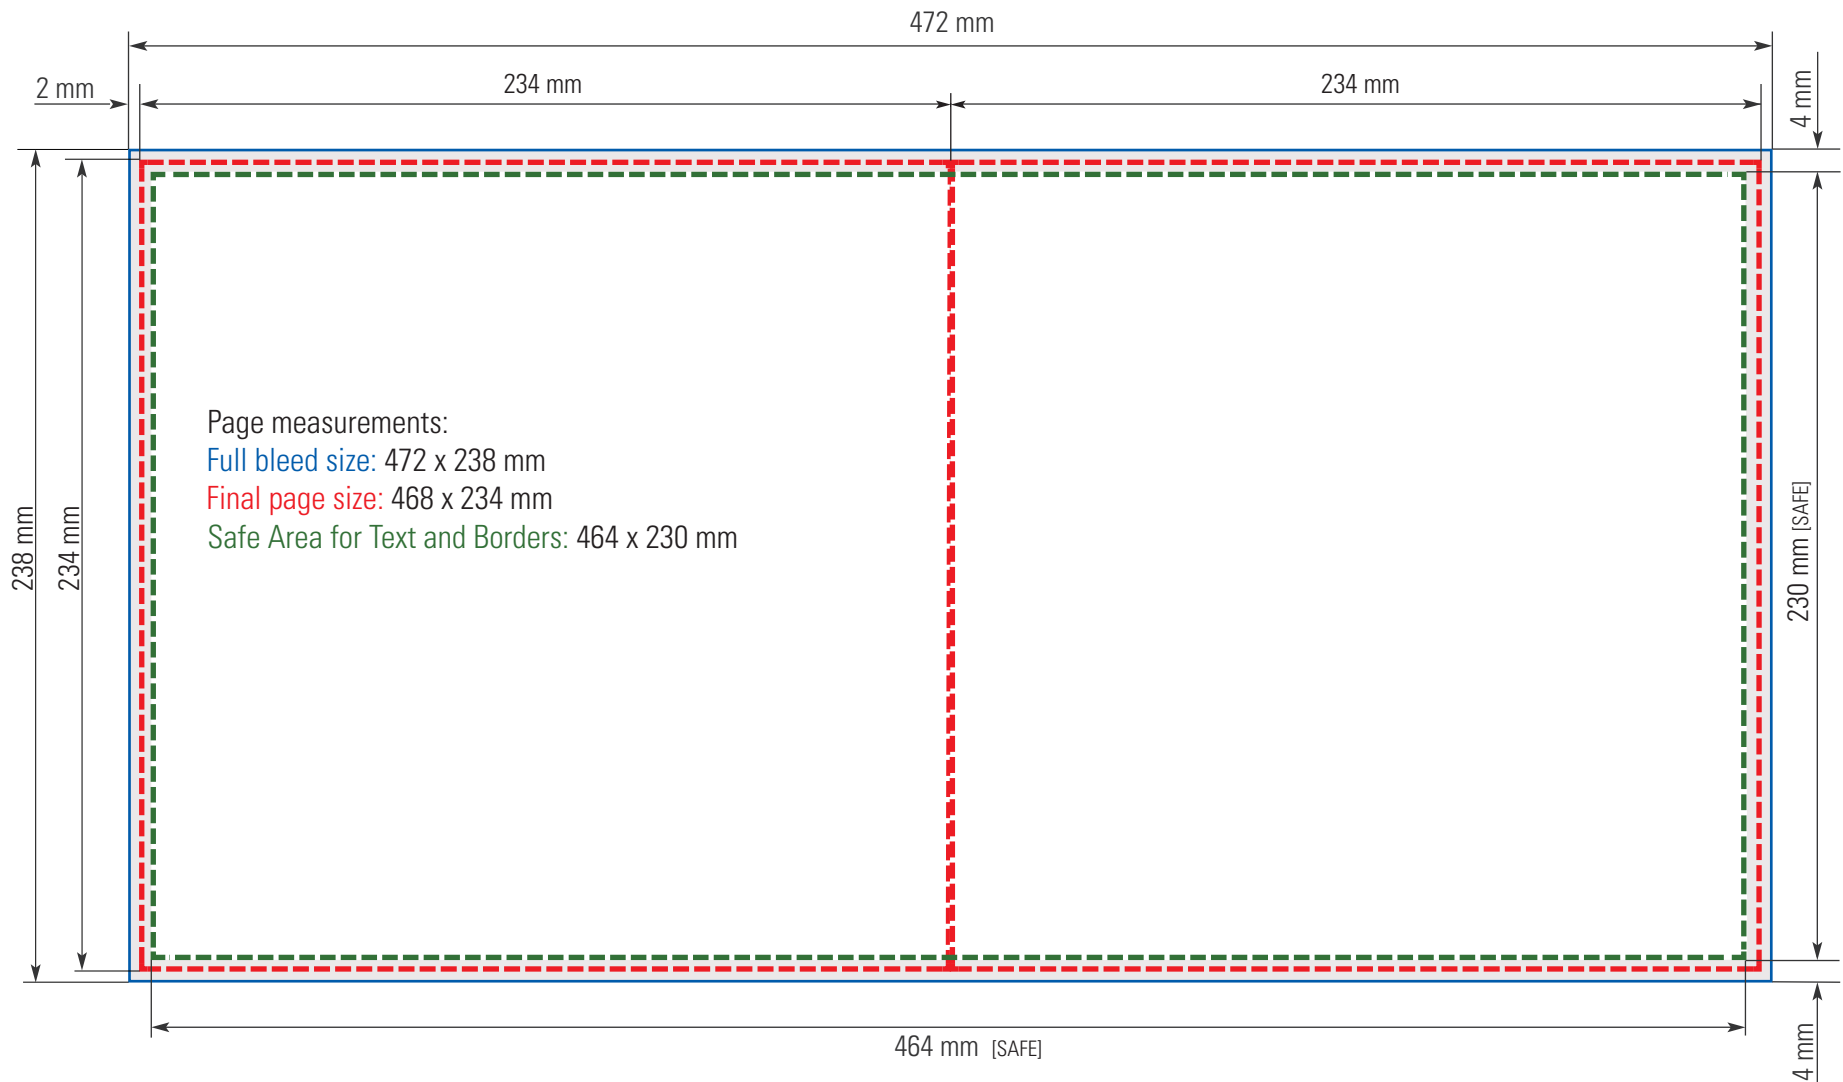 472 mm
2 mm
234 mm
234 mm
4 mm
Page measurements:
Full bleed size: 472 x 238 mm
Final page size: 468 x 234 mm
Safe Area for Text and Borders: 464 x 230 mm
238 mm
234 mm
230 mm [SAFE]
464 mm [SAFE]
4 mm